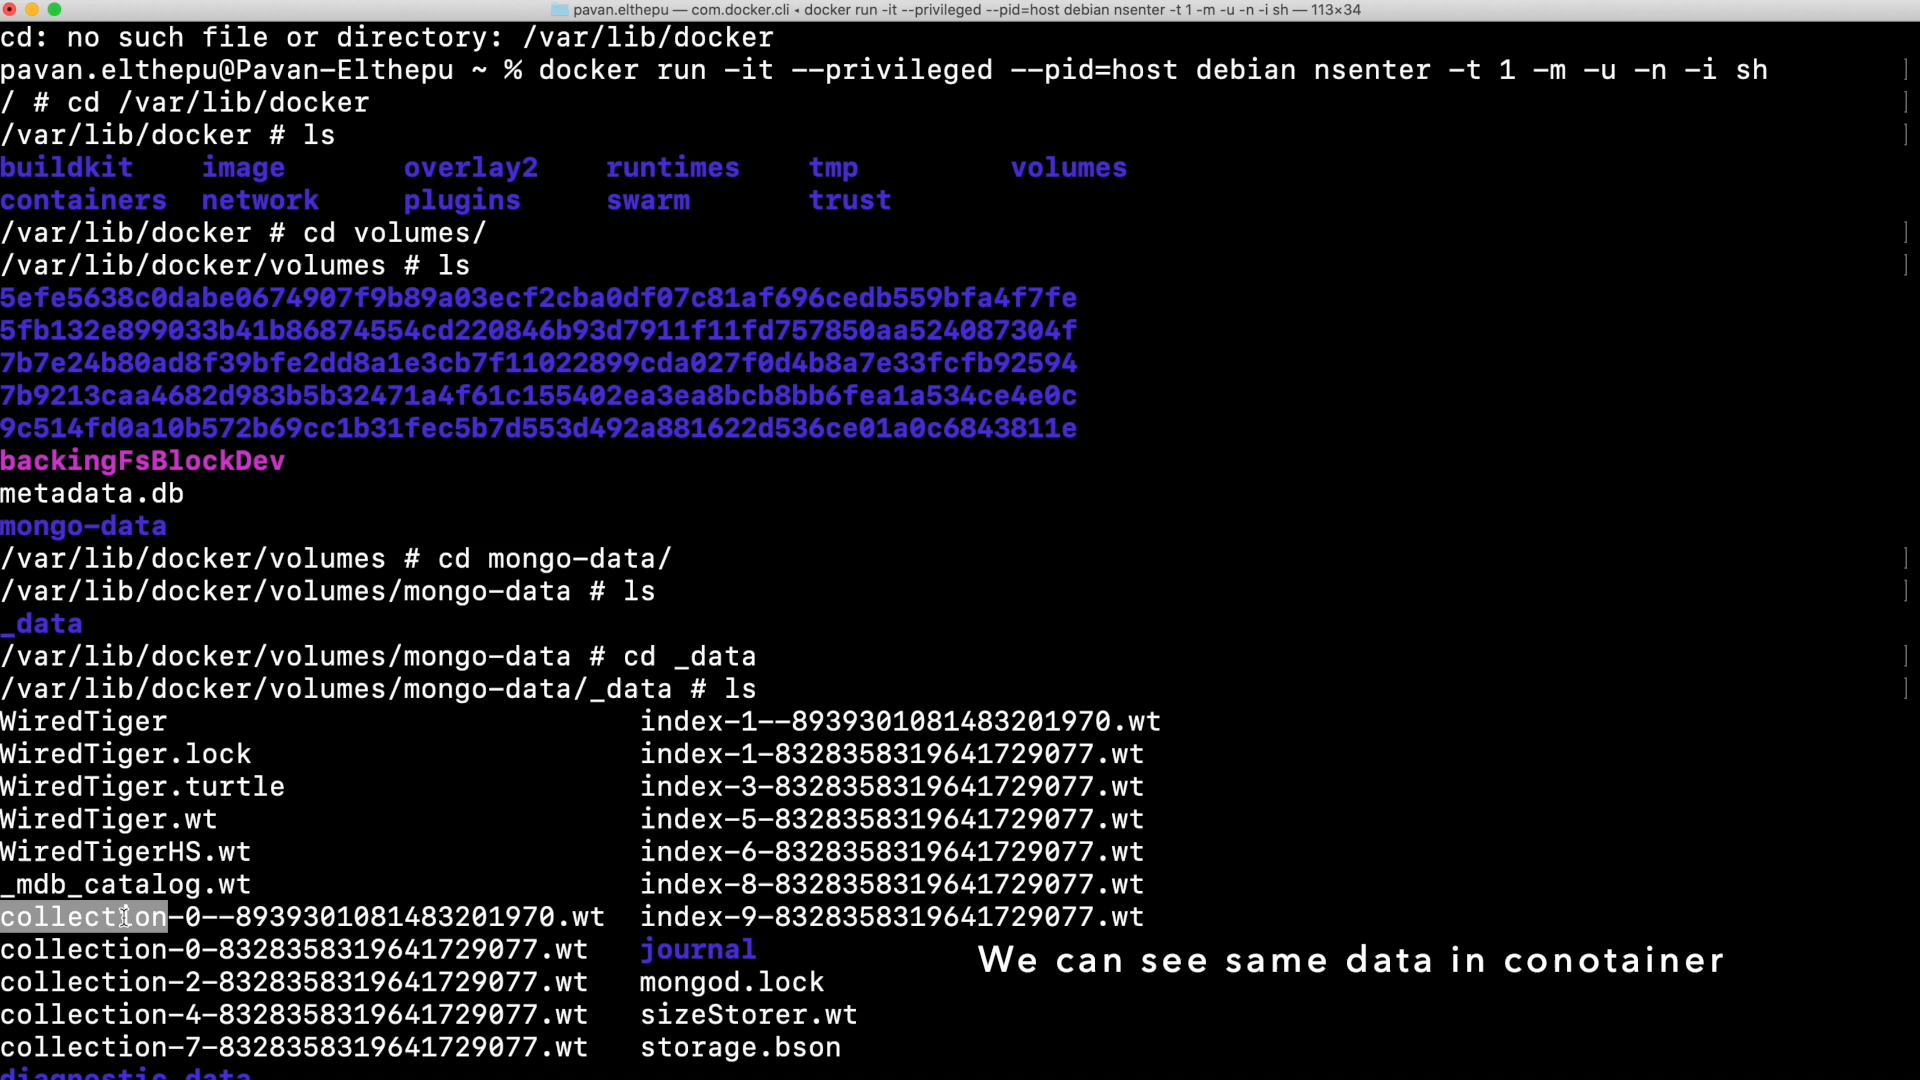 pavan.elthepu — com.docker.cli ◂ docker run -it --privileged --pid=host debian nsenter -t 1 -m -u -n -i sh — 113×34
cd: no such file or directory: /var/lib/docker
pavan.elthepu@Pavan-Elthepu ~ % docker run -it --privileged --pid=host debian nsenter -t 1 -m -u -n -i sh
/ # cd /var/lib/docker
/var/lib/docker # ls
buildkit image overlay2 runtimes tmp volumes
containers network plugins swarm trust
/var/lib/docker # cd volumes/
/var/lib/docker/volumes # ls
5efe5638c0dabe0674907f9b89a03ecf2cba0df07c81af696cedb559bfa4f7fe
5fb132e899033b41b86874554cd220846b93d7911f11fd757850aa524087304f
7b7e24b80ad8f39bfe2dd8a1e3cb7f11022899cda027f0d4b8a7e33fcfb92594
7b9213caa4682d983b5b32471a4f61c155402ea3ea8bcb8bb6fea1a534ce4e0c
9c514fd0a10b572b69cc1b31fec5b7d553d492a881622d536ce01a0c6843811e
backingFsBlockDev
metadata.db
mongo-data
/var/lib/docker/volumes # cd mongo-data/
/var/lib/docker/volumes/mongo-data # ls
_data
/var/lib/docker/volumes/mongo-data # cd _data
/var/lib/docker/volumes/mongo-data/_data # ls
WiredTiger index-1--8939301081483201970.wt
WiredTiger.lock index-1-8328358319641729077.wt
WiredTiger.turtle index-3-8328358319641729077.wt
WiredTiger.wt index-5-8328358319641729077.wt
WiredTigerHS.wt index-6-8328358319641729077.wt
_mdb_catalog.wt index-8-8328358319641729077.wt
collection-0--8939301081483201970.wt index-9-8328358319641729077.wt
collection-0-8328358319641729077.wt journal
We can see same data in conotainer
collection-2-8328358319641729077.wt mongod.lock
collection-4-8328358319641729077.wt sizeStorer.wt
collection-7-8328358319641729077.wt storage.bson
diagnostic.data